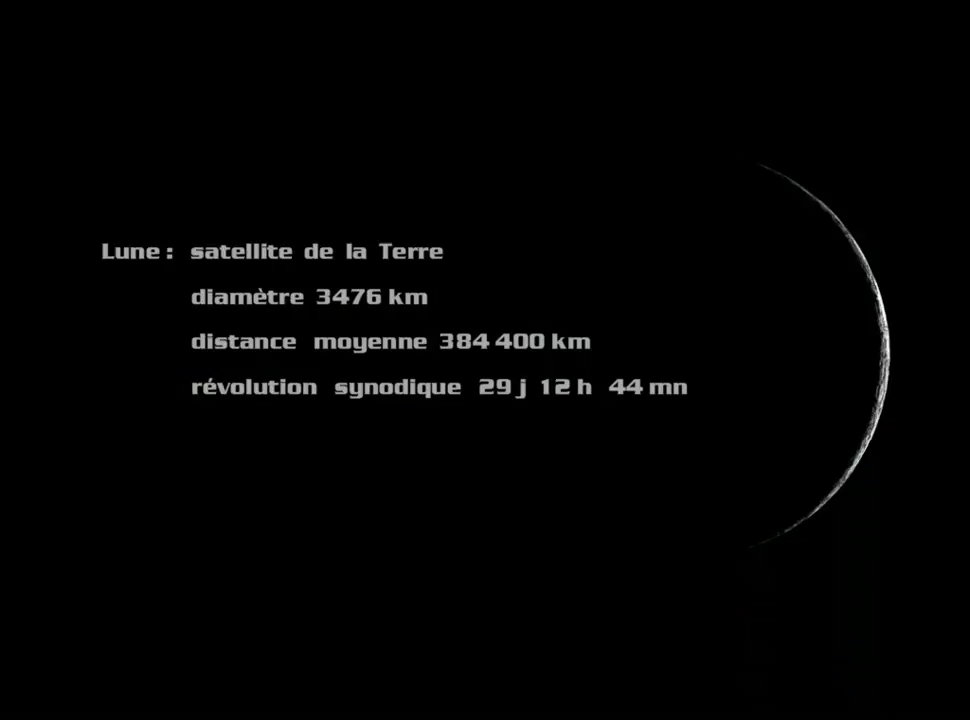 Lune : satellite de la Terre
diamètre 3476 km
distance moyenne 384 400 km
révolution synodique 29 j 12 h 44 mn